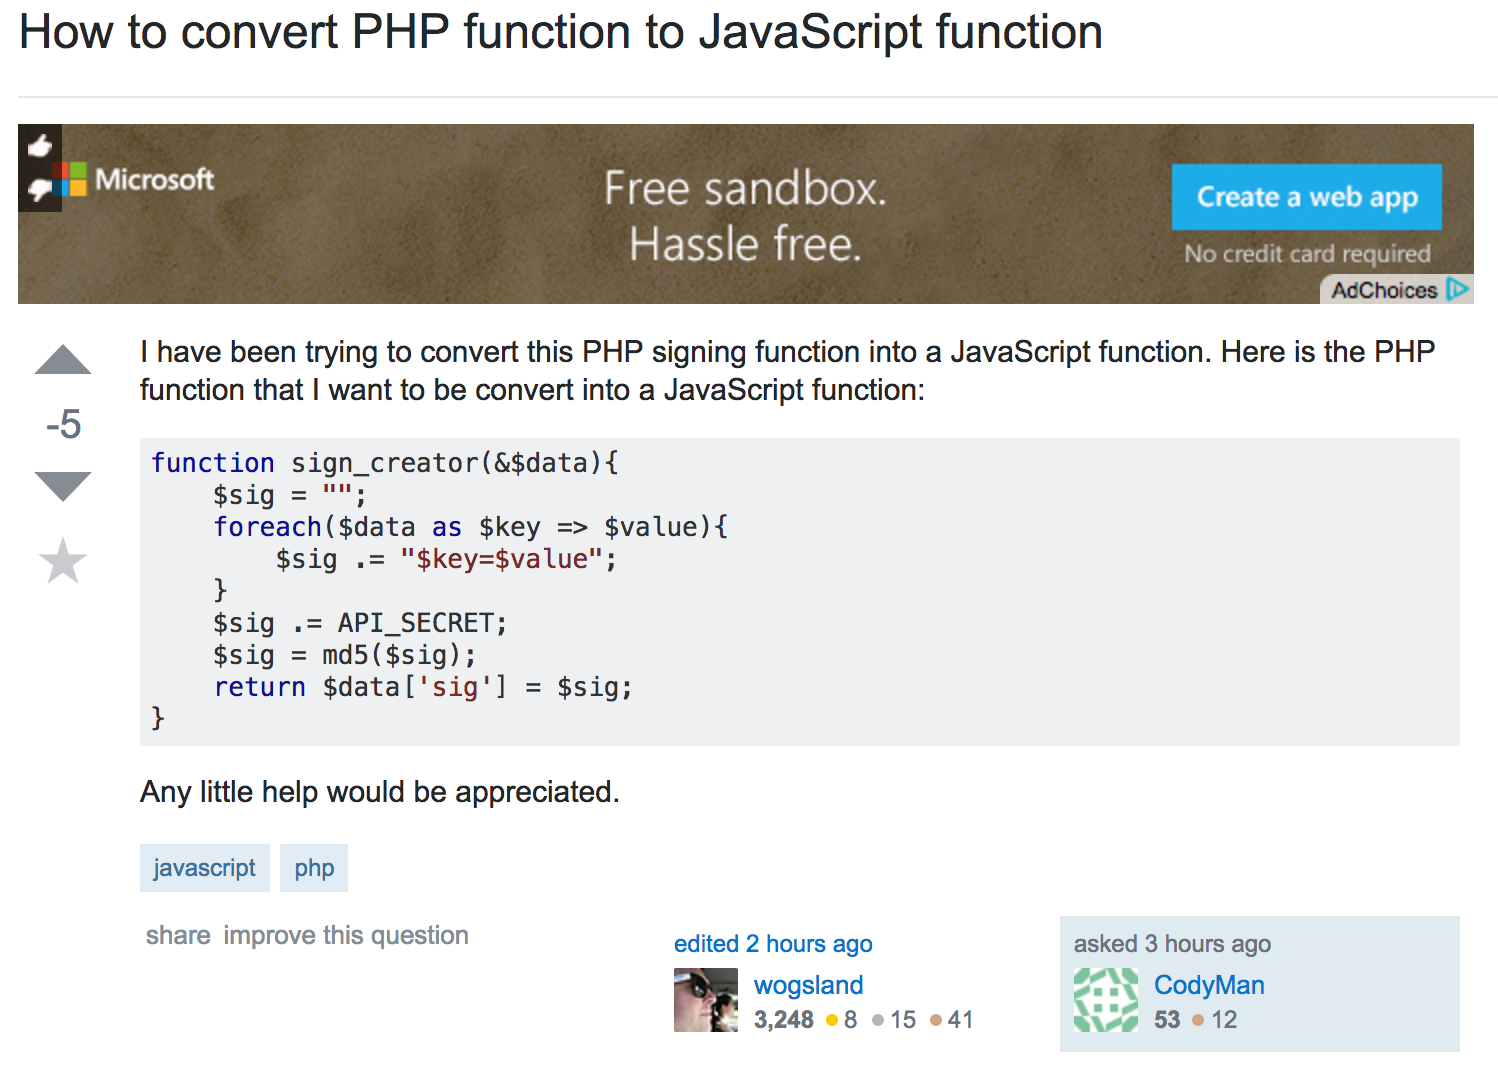 How to convert PHP function to JavaScript function
Microsoft
Free sandbox.
Hassle free.
Create a web app
No credit card required
AdChoices
I have been trying to convert this PHP signing function into a JavaScript function. Here is the PHP
function that I want to be convert into a JavaScript function:
-5
function sign_creator(&$data){
    $sig = "";
    foreach($data as $key => $value){
        $sig .= "$key=$value";
    }
    $sig .= API_SECRET;
    $sig = md5($sig);
    return $data['sig'] = $sig;
}
Any little help would be appreciated.
javascript php
share improve this question
edited 2 hours ago
wogsland
3,248 8 15 41
asked 3 hours ago
CodyMan
53 12